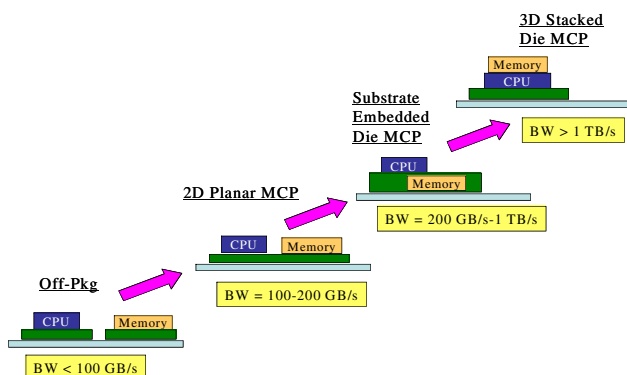 3D Stacked
Die MCP
Memory
CPU
BW > 1 TB/s
Substrate
Embedded
Die MCP
CPU
Memory
BW = 200 GB/s-1 TB/s
2D Planar MCP
CPU
Memory
BW = 100-200 GB/s
Off-Pkg
CPU
Memory
BW < 100 GB/s